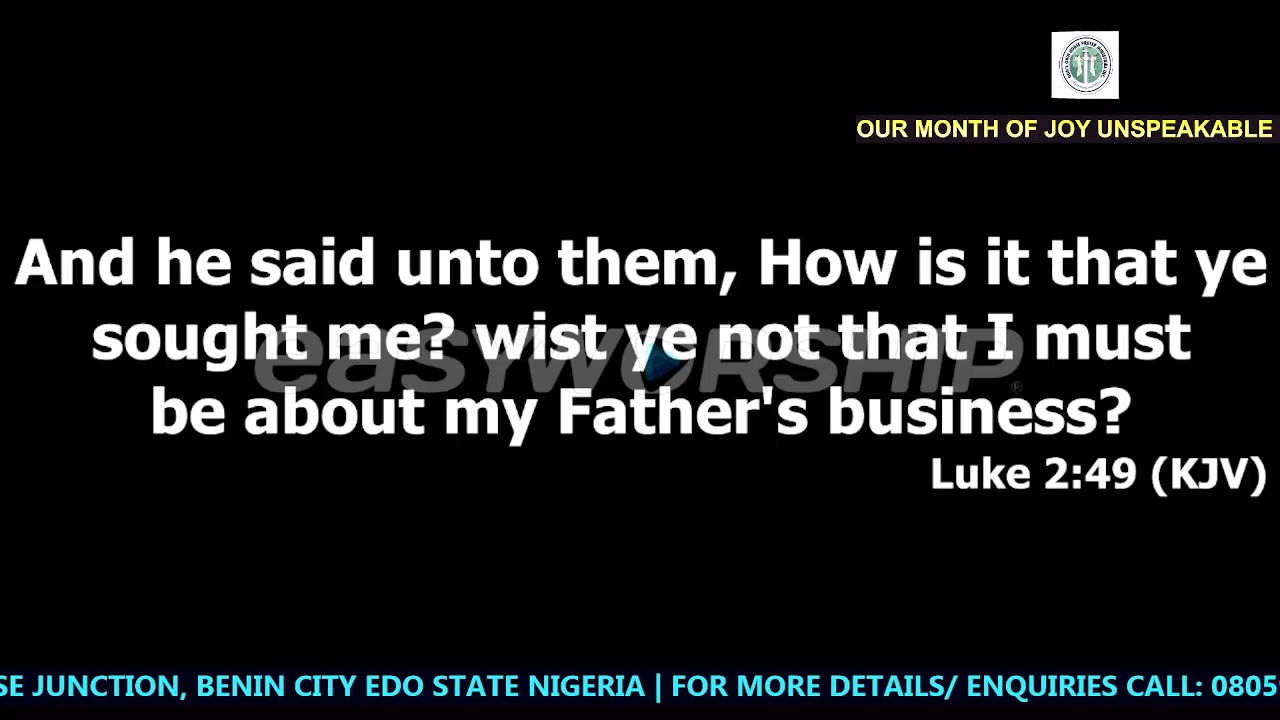 OUR MONTH OF JOY UNSPEAKABLE
And he said unto them, How is it that ye
sought me? wist ye not that I must
be about my Father's business?
easyworship®
Luke 2:49 (KJV)
SE JUNCTION, BENIN CITY EDO STATE NIGERIA | FOR MORE DETAILS/ ENQUIRIES CALL: 0805